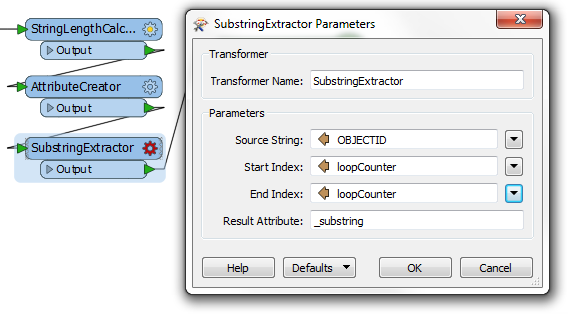 StringLengthCalc...
Output
AttributeCreator
Output
SubstringExtractor
Output
SubstringExtractor Parameters
Transformer
Transformer Name: SubstringExtractor
Parameters
Source String: OBJECTID
Start Index: loopCounter
End Index: loopCounter
Result Attribute: _substring
Help Defaults OK Cancel